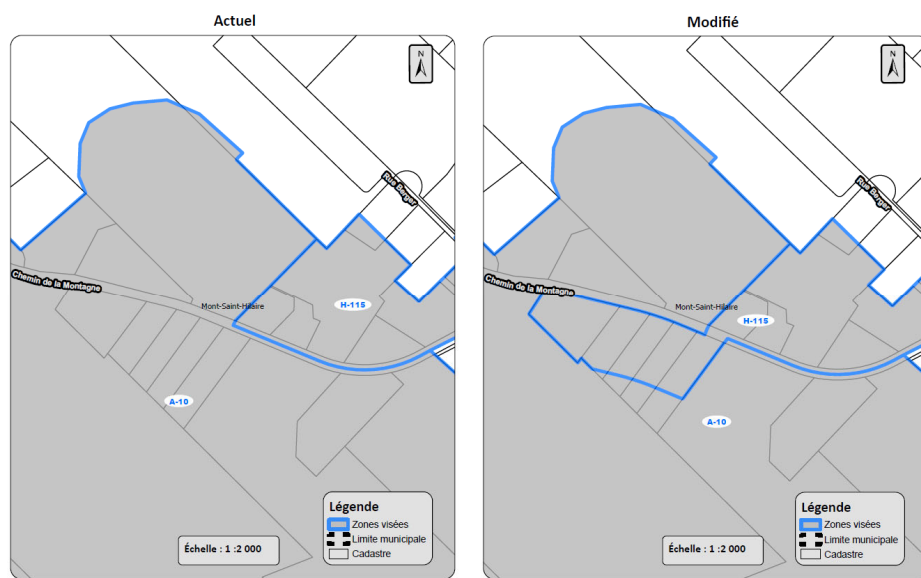 Actuel
N
Rue Berger
Chemin de la Montagne
Mont-Saint-Hilaire
H-115
A-10
Légende
Zones visées
Limite municipale
Cadastre
Échelle : 1 :2 000
Modifié
N
Rue Berger
Chemin de la Montagne
Mont-Saint-Hilaire
H-115
A-10
Légende
Zones visées
Limite municipale
Cadastre
Échelle : 1 :2 000